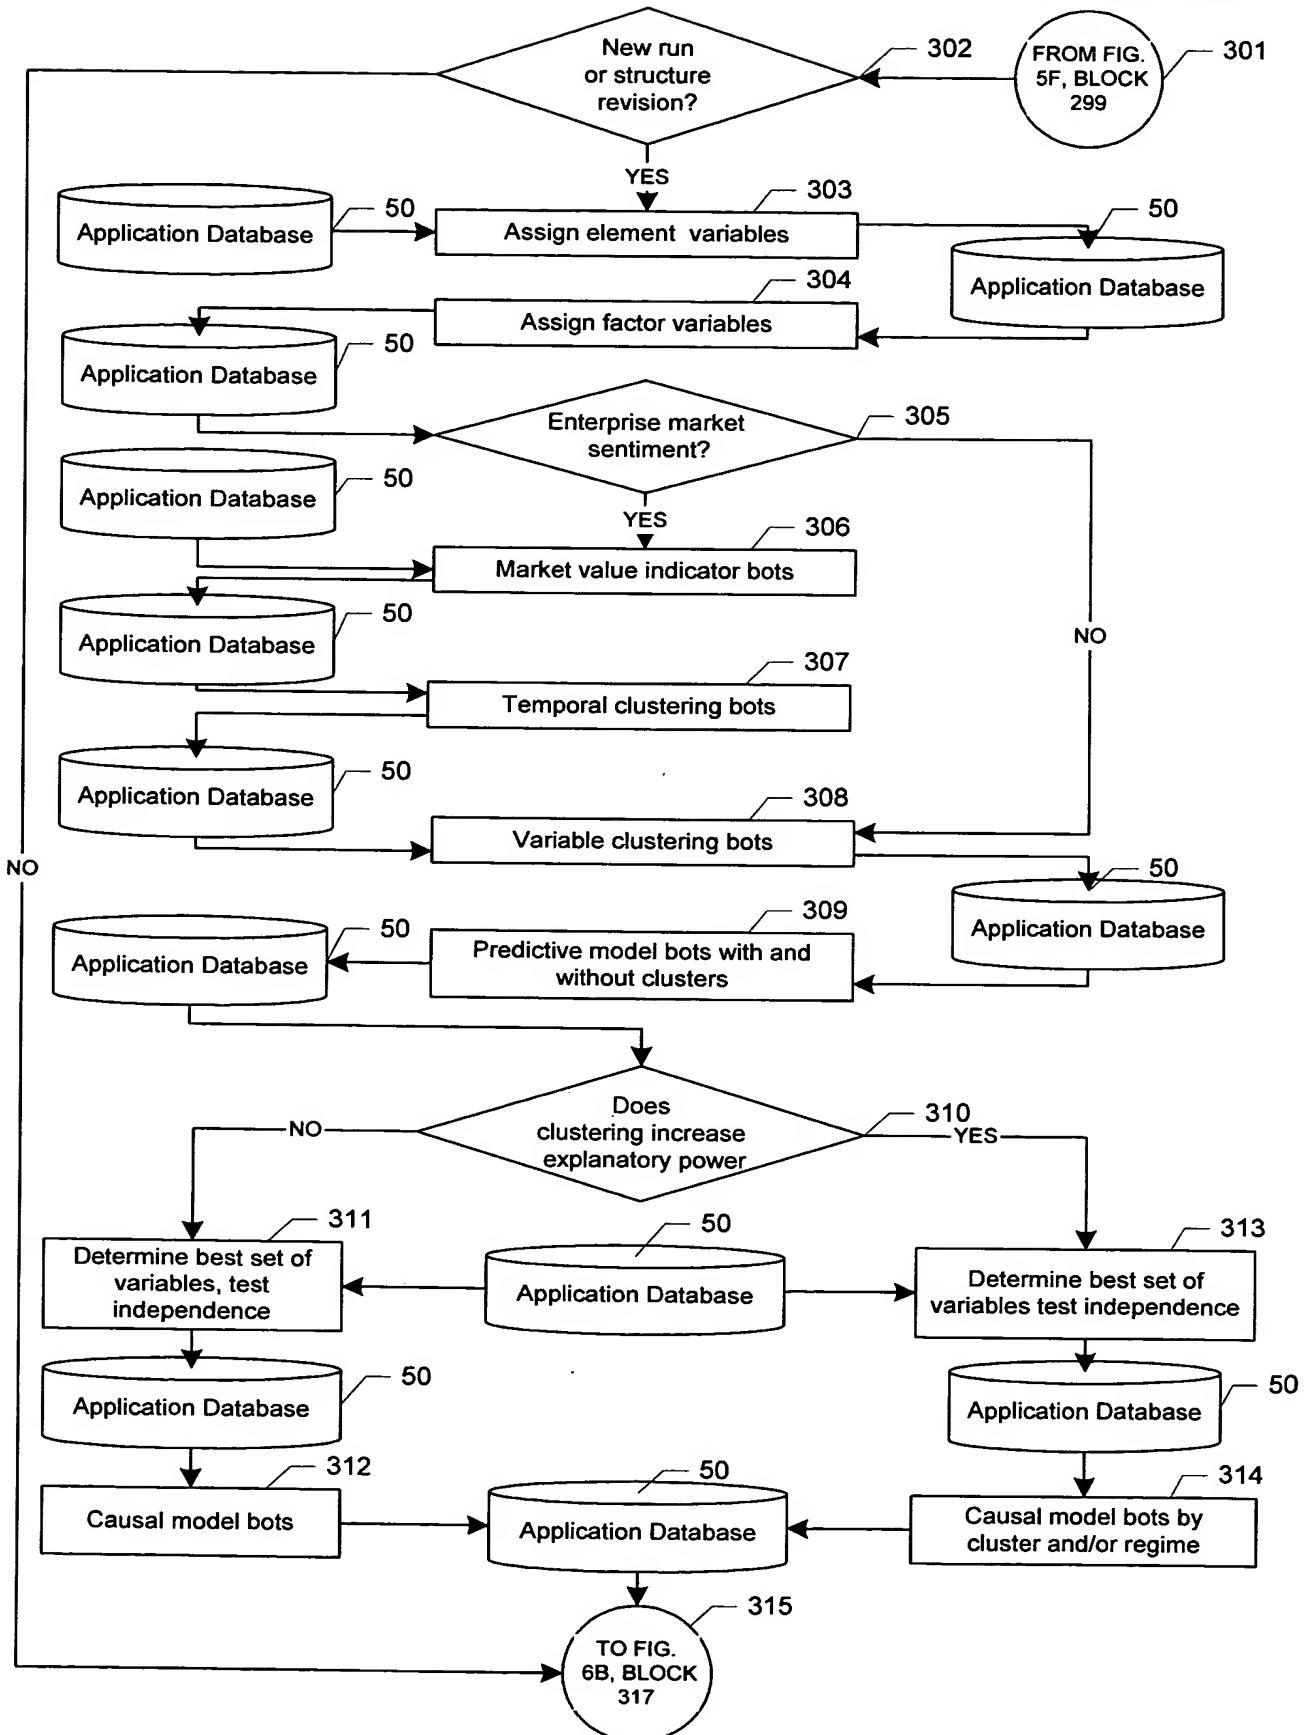 New run
or structure
revision?
302
FROM FIG.
5F, BLOCK
299
301
YES
303
50
Application Database
Assign element variables
50
Application Database
304
Assign factor variables
50
Application Database
Enterprise market
sentiment?
305
50
Application Database
YES
306
Market value indicator bots
50
Application Database
NO
307
Temporal clustering bots
50
Application Database
308
Variable clustering bots
NO
50
Application Database
309
Predictive model bots with and
without clusters
50
Application Database
Does
clustering increase
explanatory power
310
NO
YES
311
Determine best set of
variables, test
independence
50
Application Database
313
Determine best set of
variables test independence
50
Application Database
50
Application Database
312
Causal model bots
50
Application Database
314
Causal model bots by
cluster and/or regime
315
TO FIG.
6B, BLOCK
317